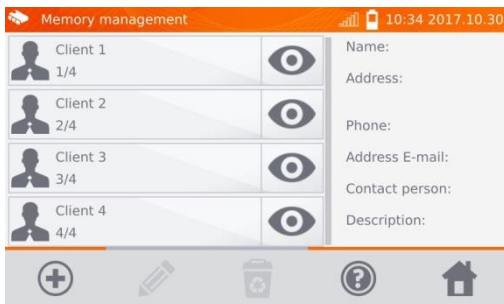 Memory management
10:34 2017.10.30
Client 1
1/4
Client 2
2/4
Client 3
3/4
Client 4
4/4
Name:
Address:
Phone:
Address E-mail:
Contact person:
Description: